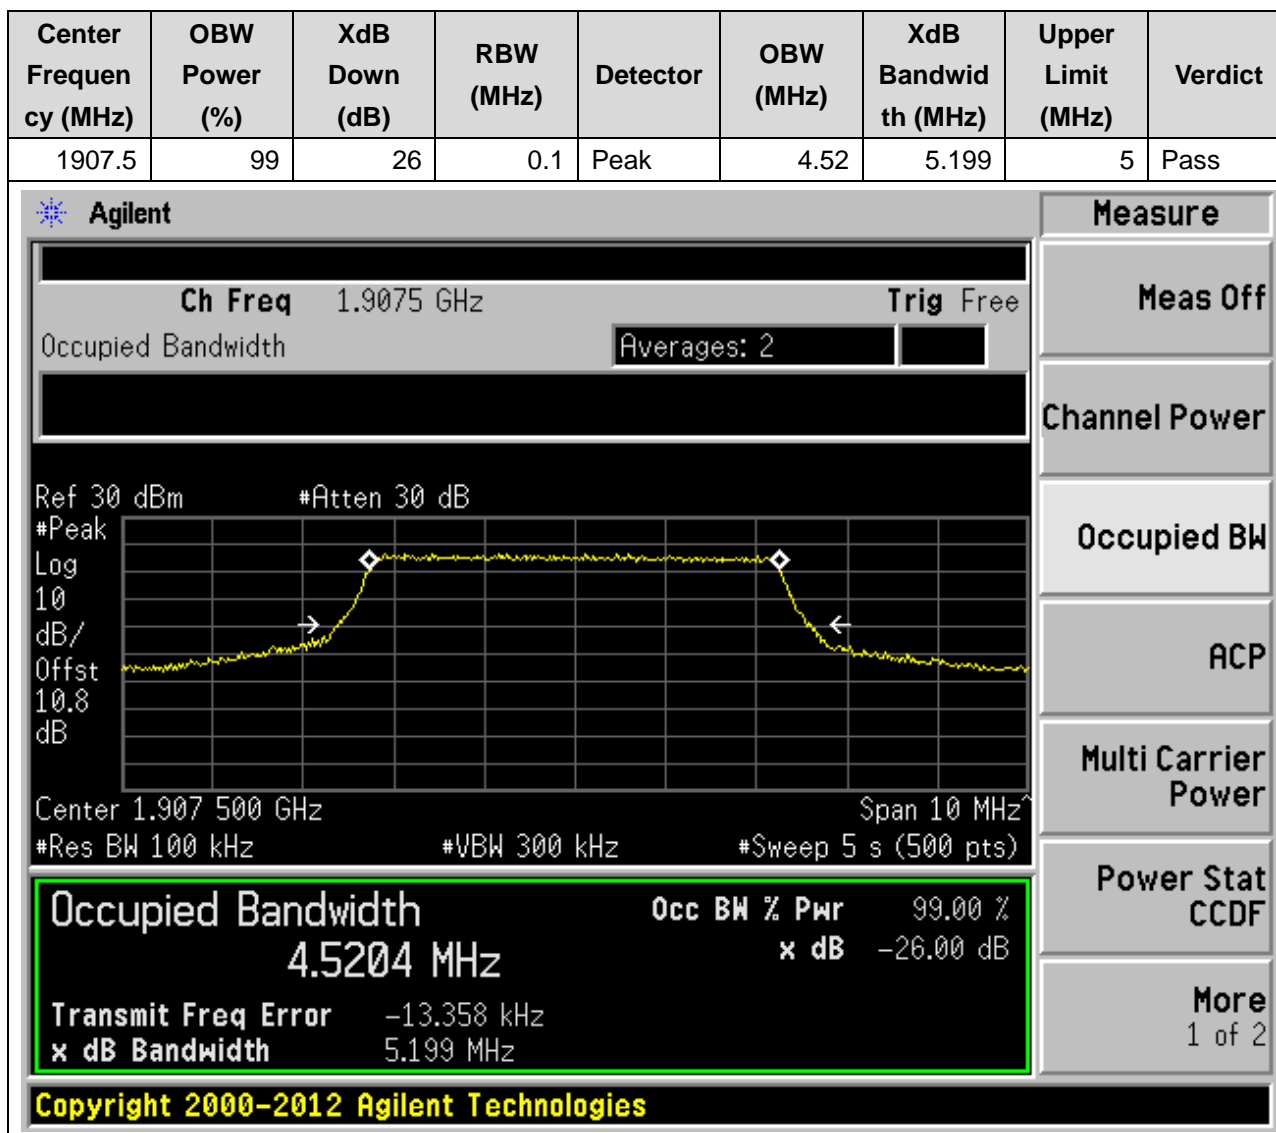 Center Frequen cy (MHz) | OBW Power (%) | XdB Down (dB) | RBW (MHz) | Detector | OBW (MHz) | XdB Bandwid th (MHz) | Upper Limit (MHz) | Verdict
1907.5 | 99 | 26 | 0.1 | Peak | 4.52 | 5.199 | 5 | Pass
Agilent
Measure
Ch Freq 1.9075 GHz Trig Free
Meas Off
Occupied Bandwidth Averages: 2
Channel Power
Ref 30 dBm #Atten 30 dB
#Peak
Log
10
dB/
Offst
10.8
dB
Occupied BW
ACP
Multi Carrier
Power
Center 1.907 500 GHz Span 10 MHz^
#Res BW 100 kHz #VBW 300 kHz #Sweep 5 s (500 pts)
Power Stat
CCDF
Occupied Bandwidth Occ BW % Pwr 99.00 %
4.5204 MHz x dB -26.00 dB
More
1 of 2
Transmit Freq Error -13.358 kHz
x dB Bandwidth 5.199 MHz
Copyright 2000-2012 Agilent Technologies